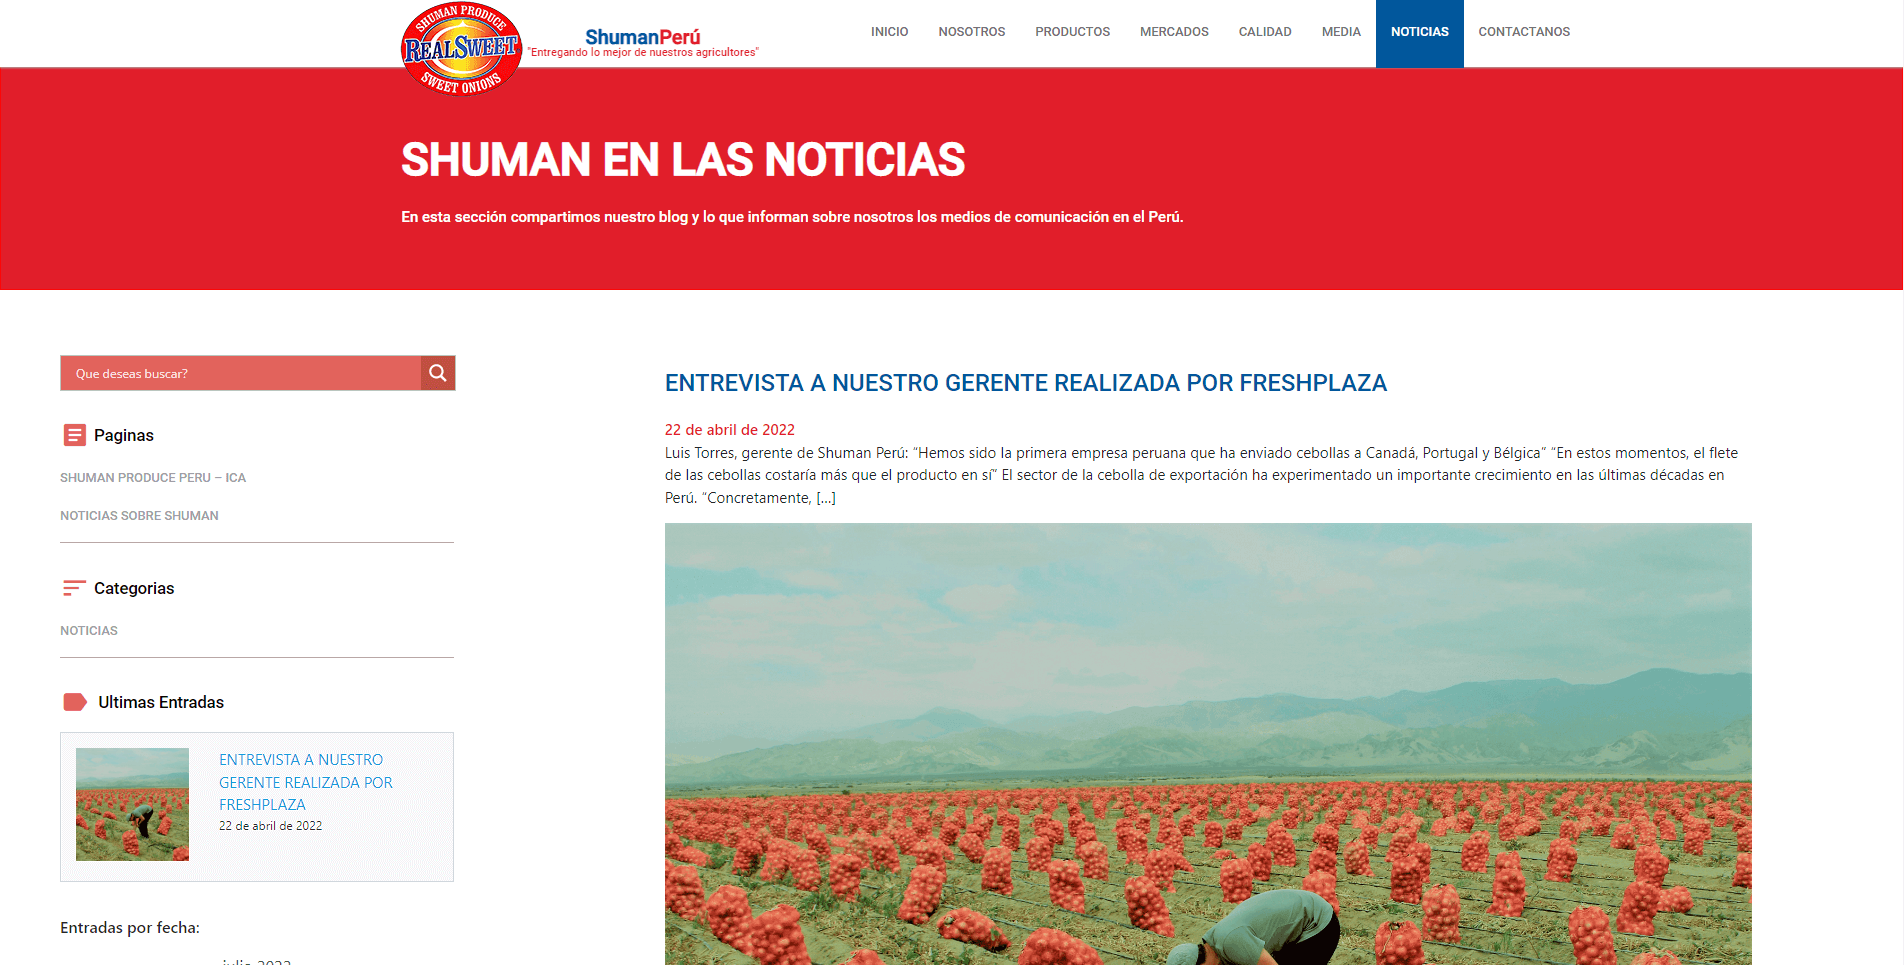 SHUMAN PRODUCE
REALSWEET
SWEET ONIONS
ShumanPerú
"Entregando lo mejor de nuestros agricultores"
INICIO NOSOTROS PRODUCTOS MERCADOS CALIDAD MEDIA NOTICIAS CONTACTANOS
SHUMAN EN LAS NOTICIAS
En esta sección compartimos nuestro blog y lo que informan sobre nosotros los medios de comunicación en el Perú.
Que deseas buscar?
Paginas
SHUMAN PRODUCE PERU – ICA
NOTICIAS SOBRE SHUMAN
Categorias
NOTICIAS
Ultimas Entradas
ENTREVISTA A NUESTRO
GERENTE REALIZADA POR
FRESHPLAZA
22 de abril de 2022
Entradas por fecha:
julio 2022
ENTREVISTA A NUESTRO GERENTE REALIZADA POR FRESHPLAZA
22 de abril de 2022
Luis Torres, gerente de Shuman Perú: “Hemos sido la primera empresa peruana que ha enviado cebollas a Canadá, Portugal y Bélgica” “En estos momentos, el flete
de las cebollas costaría más que el producto en sí” El sector de la cebolla de exportación ha experimentado un importante crecimiento en las últimas décadas en
Perú. “Concretamente, […]